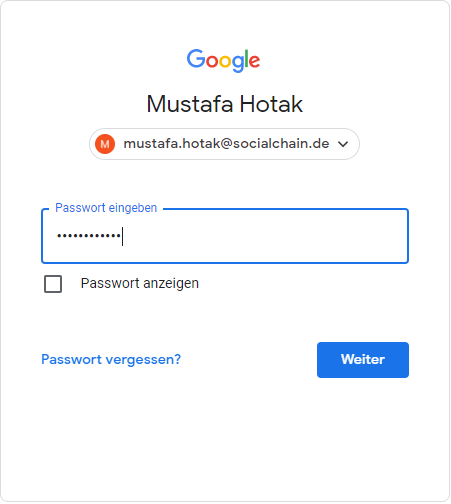 Google
Mustafa Hotak
M mustafa.hotak@socialchain.de
Passwort eingeben
••••••••••••
Passwort anzeigen
Passwort vergessen? Weiter